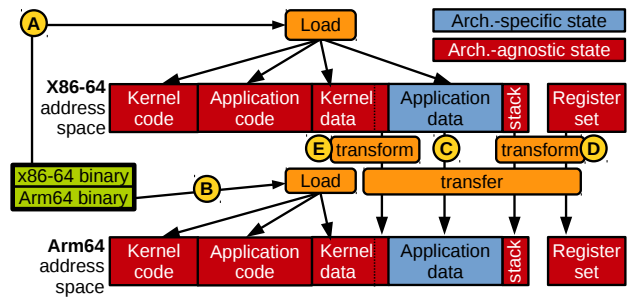 A
Load
Arch.-specific state
Arch.-agnostic state
X86-64
address
space
Kernel
code
Application
code
Kernel
data
Application
data
stack
Register
set
E
transform
C
transform
D
x86-64 binary
Arm64 binary
B
Load
transfer
Arm64
address
space
Kernel
code
Application
code
Kernel
data
Application
data
stack
Register
set